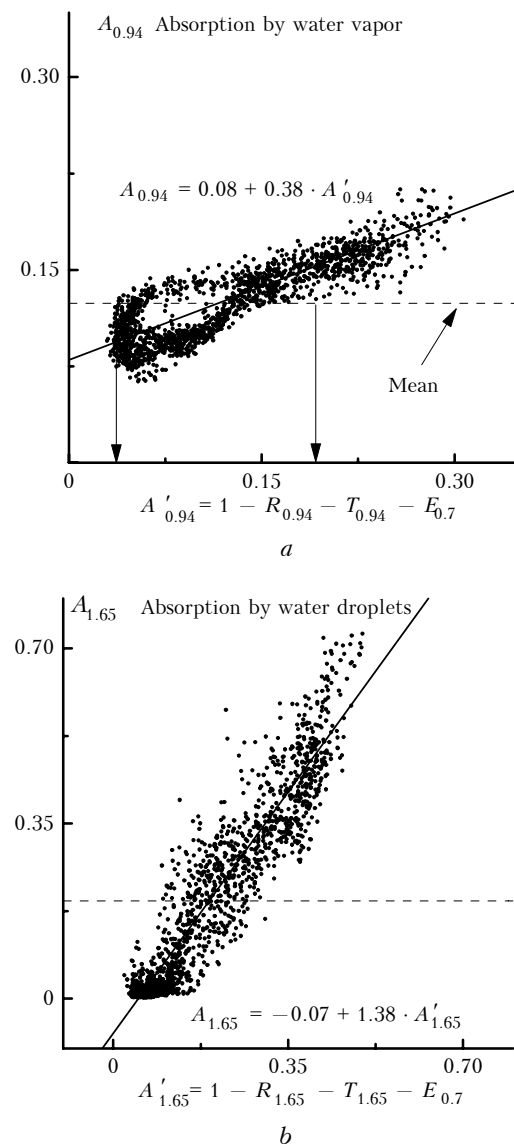 A0.94 Absorption by water vapor
0.30
A0.94 = 0.08 + 0.38 · A′0.94
0.15
Mean
0 0.15 0.30
A′0.94 = 1 − R0.94 − T0.94 − E0.7
a
A1.65 Absorption by water droplets
0.70
0.35
0
A1.65 = −0.07 + 1.38 · A′1.65
0 0.35 0.70
A′1.65 = 1 − R1.65 − T1.65 − E0.7
b